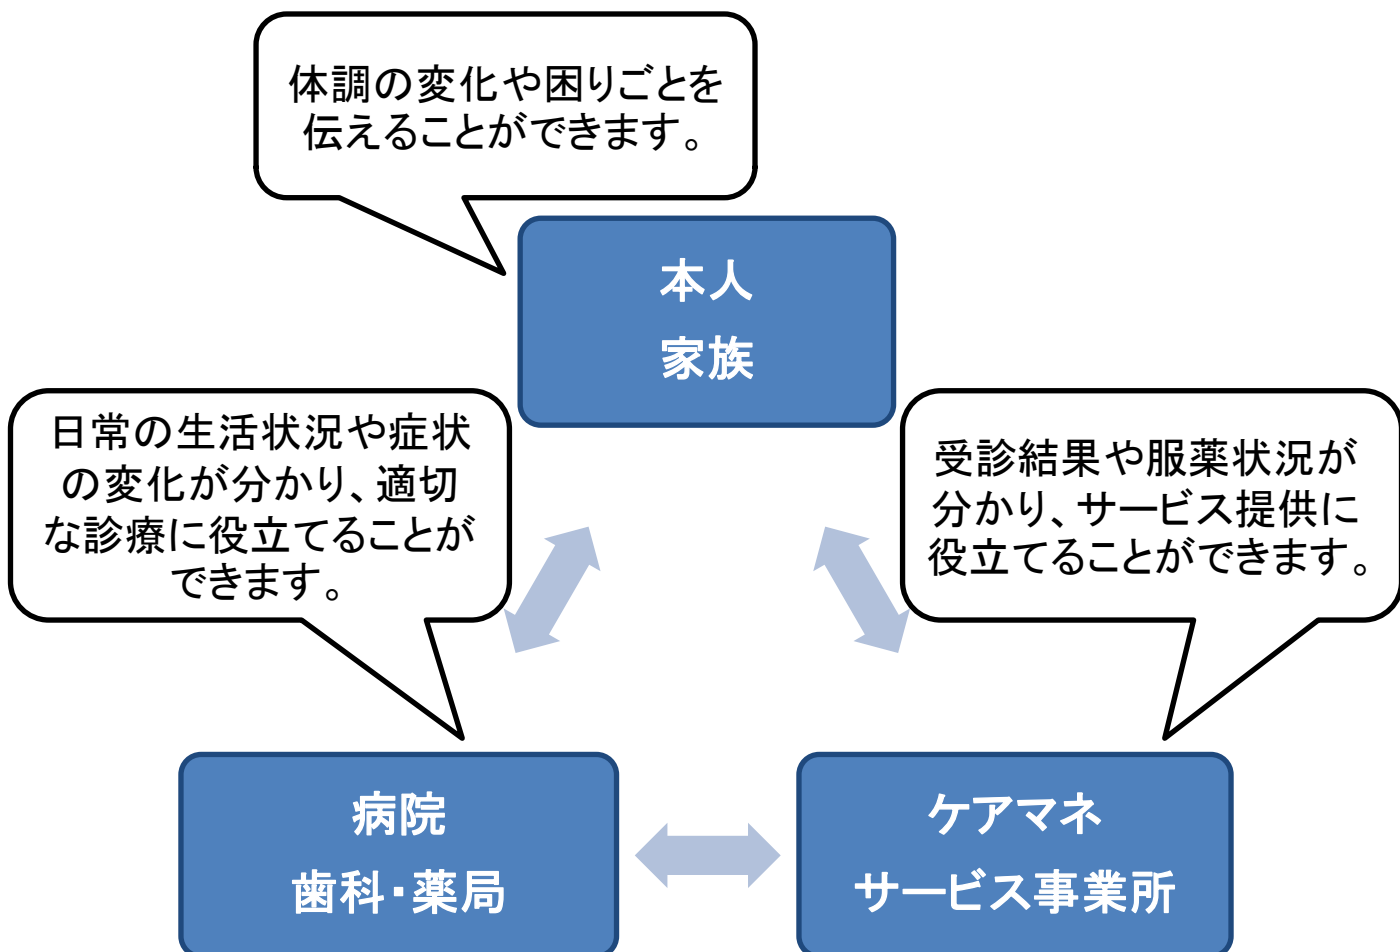 体調の変化や困りごとを
伝えることができます。
本人
家族
日常の生活状況や症状
の変化が分かり、適切
な診療に役立てることが
できます。
受診結果や服薬状況が
分かり、サービス提供に
役立てることができます。
病院
歯科・薬局
ケアマネ
サービス事業所